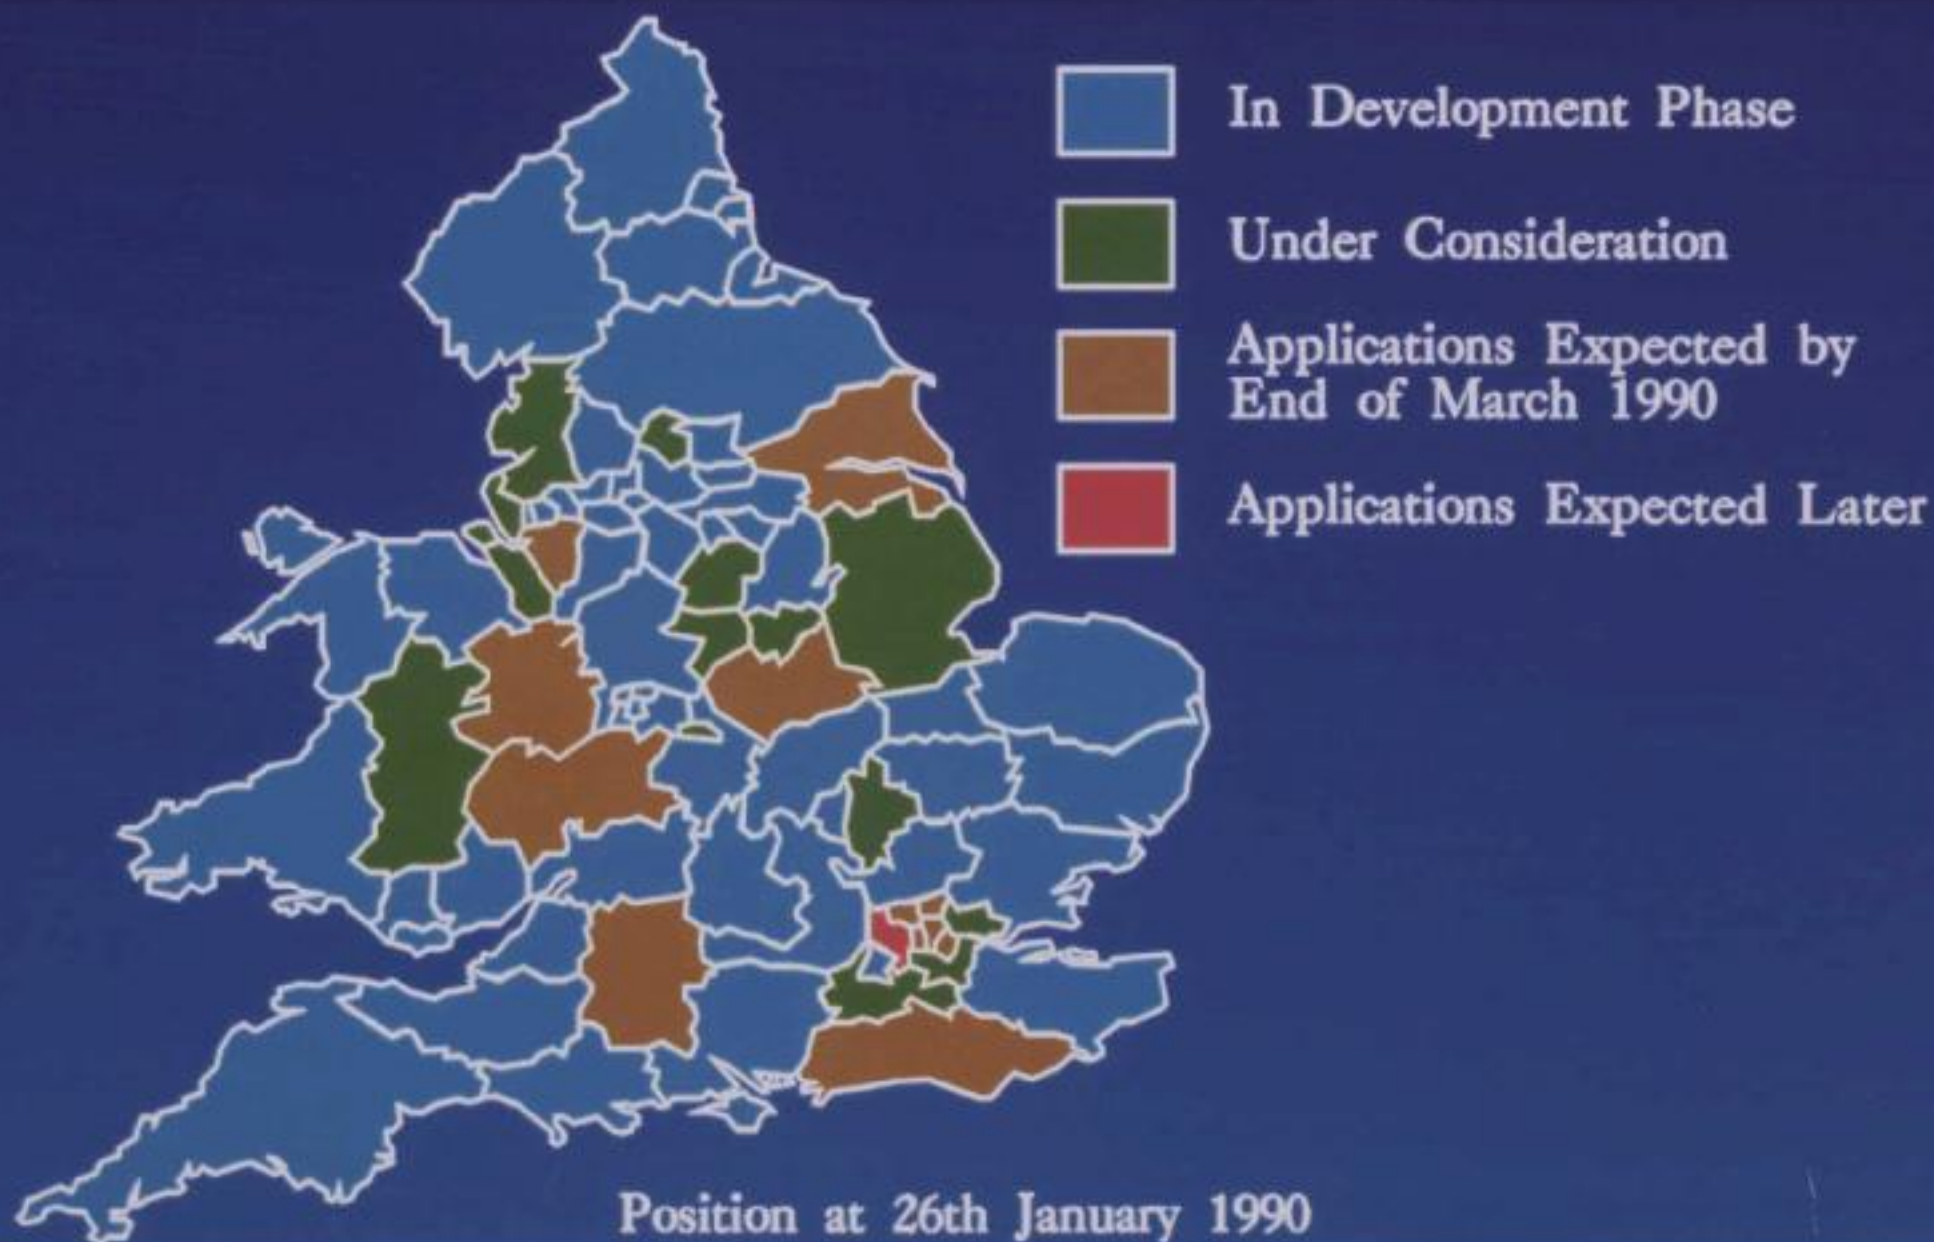 In Development Phase
Under Consideration
Applications Expected by
End of March 1990
Applications Expected Later
Position at 26th January 1990